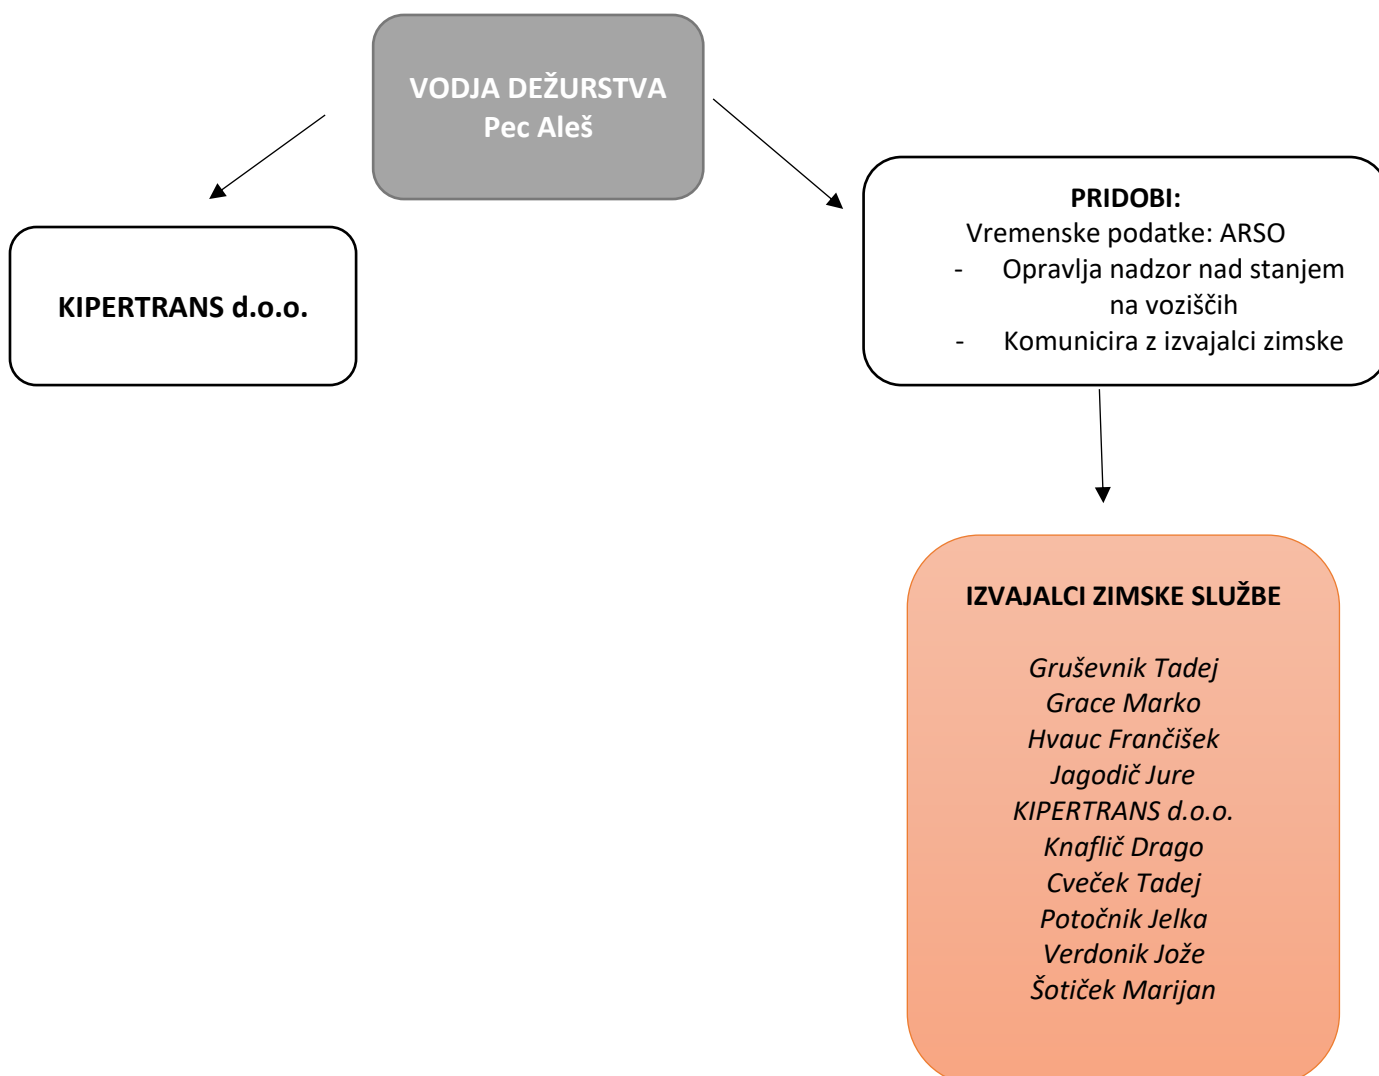 VODJA DEŽURSTVA
Pec Aleš
KIPERTRANS d.o.o.
PRIDOBI:
Vremenske podatke: ARSO
- Opravlja nadzor nad stanjem
na voziščih
- Komunicira z izvajalci zimske
IZVAJALCI ZIMSKE SLUŽBE
Gruševnik Tadej
Grace Marko
Hvauc Frančišek
Jagodič Jure
KIPERTRANS d.o.o.
Knaflič Drago
Cveček Tadej
Potočnik Jelka
Verdonik Jože
Šotiček Marijan